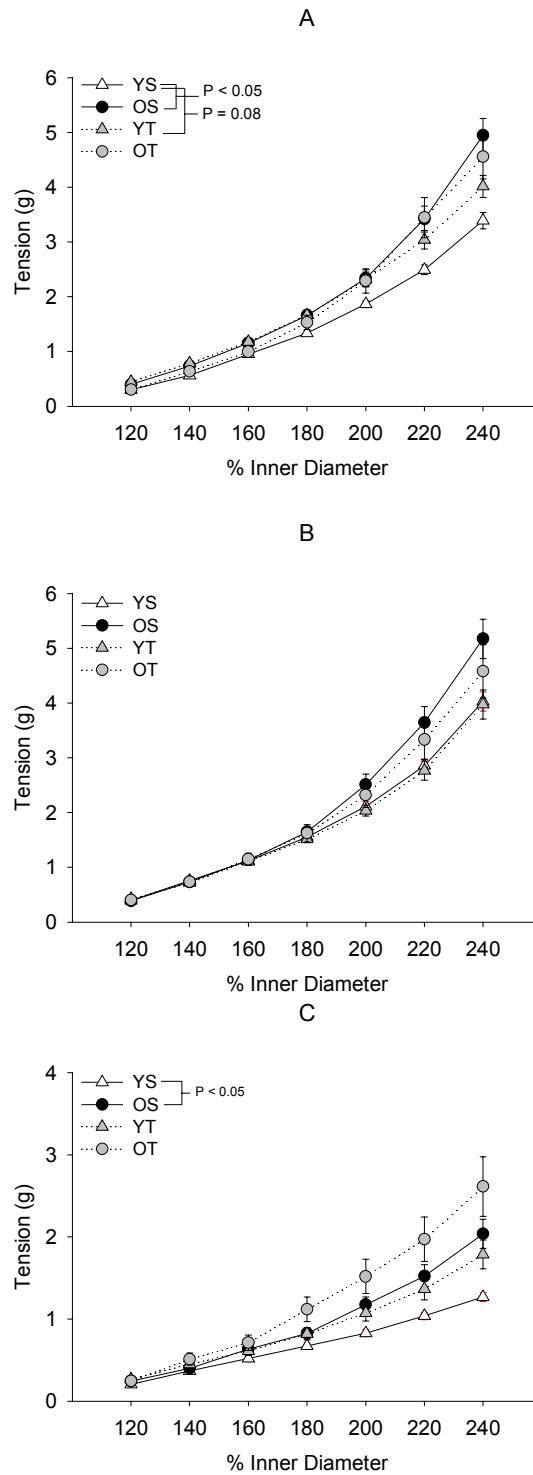 A
6
5
4
3
2
1
0
Tension (g)
YS
OS
YT
OT
P < 0.05
P = 0.08
120 140 160 180 200 220 240
% Inner Diameter
B
6
5
4
3
2
1
0
Tension (g)
YS
OS
YT
OT
120 140 160 180 200 220 240
% Inner Diameter
C
4
3
2
1
0
Tension (g)
YS
OS
YT
OT
P < 0.05
120 140 160 180 200 220 240
% Inner Diameter